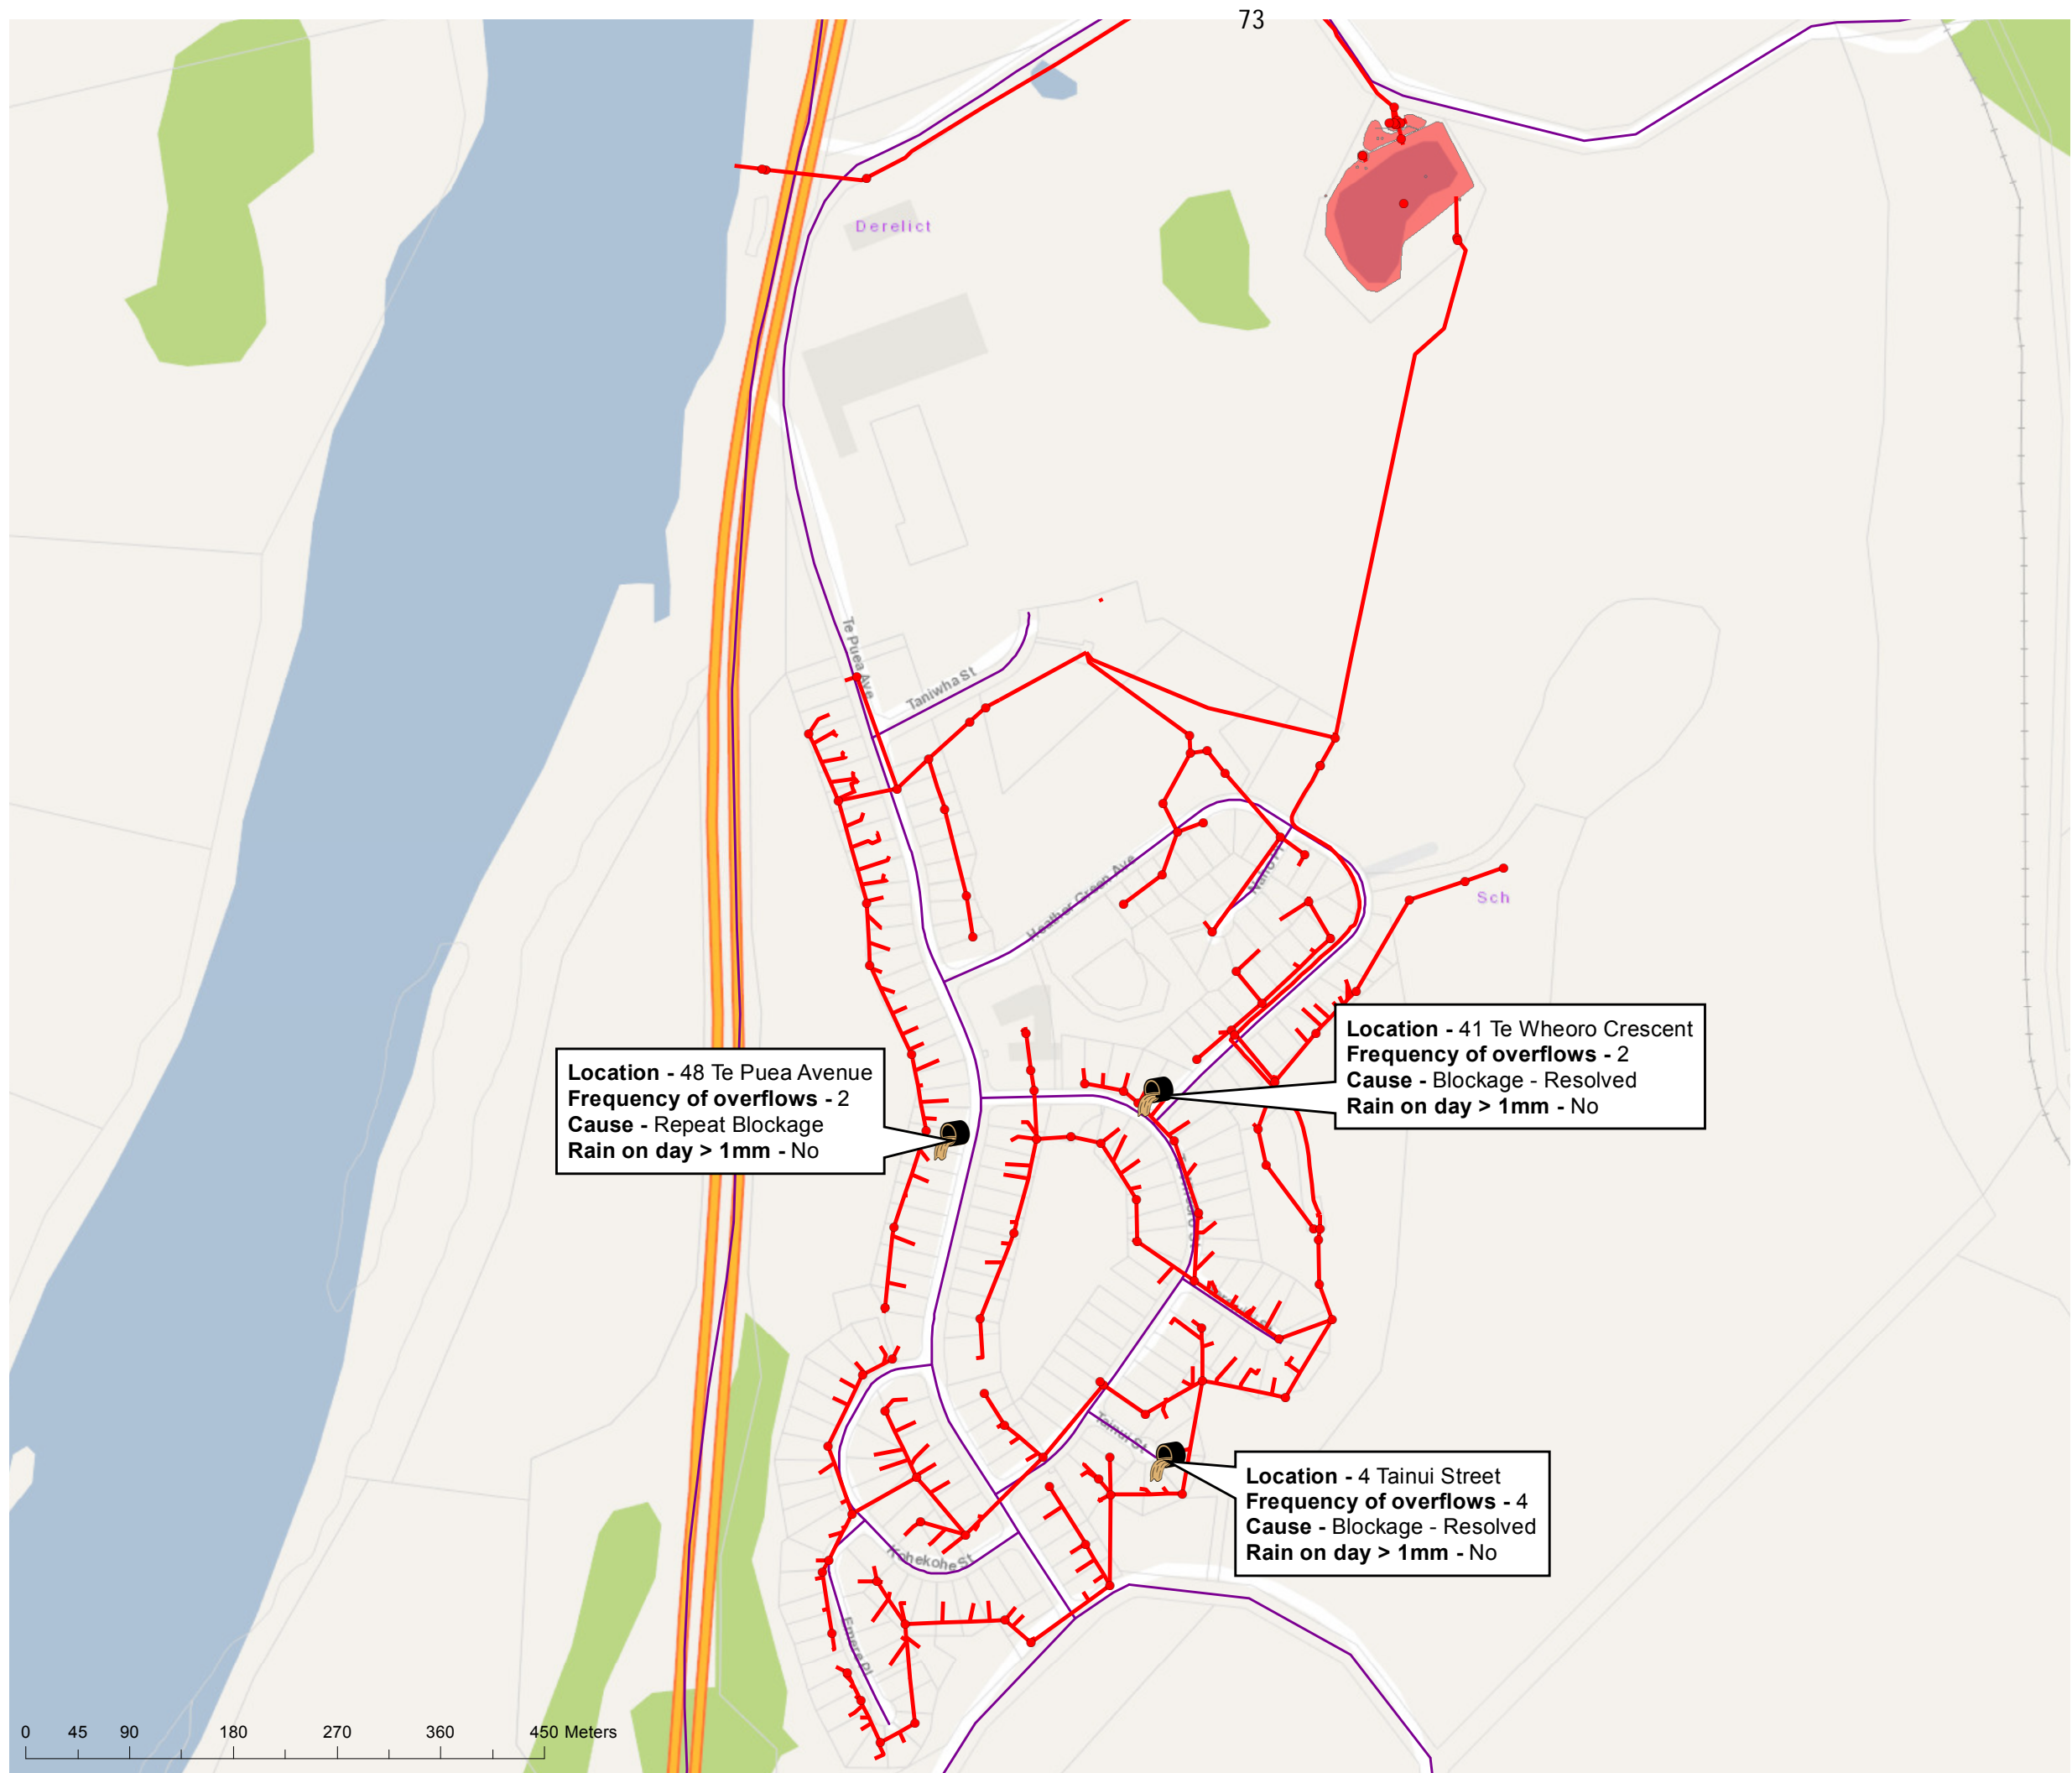 73
Derelict
Te Puea Ave
Taniwha St
Heather Green Ave
Sch
Location - 41 Te Wheoro Crescent
Frequency of overflows - 2
Cause - Blockage - Resolved
Rain on day > 1mm - No
Location - 48 Te Puea Avenue
Frequency of overflows - 2
Cause - Repeat Blockage
Rain on day > 1mm - No
Tainui St
Location - 4 Tainui Street
Frequency of overflows - 4
Cause - Blockage - Resolved
Rain on day > 1mm - No
Kohekohe St
Emere Pl
0 45 90 180 270 360 450 Meters